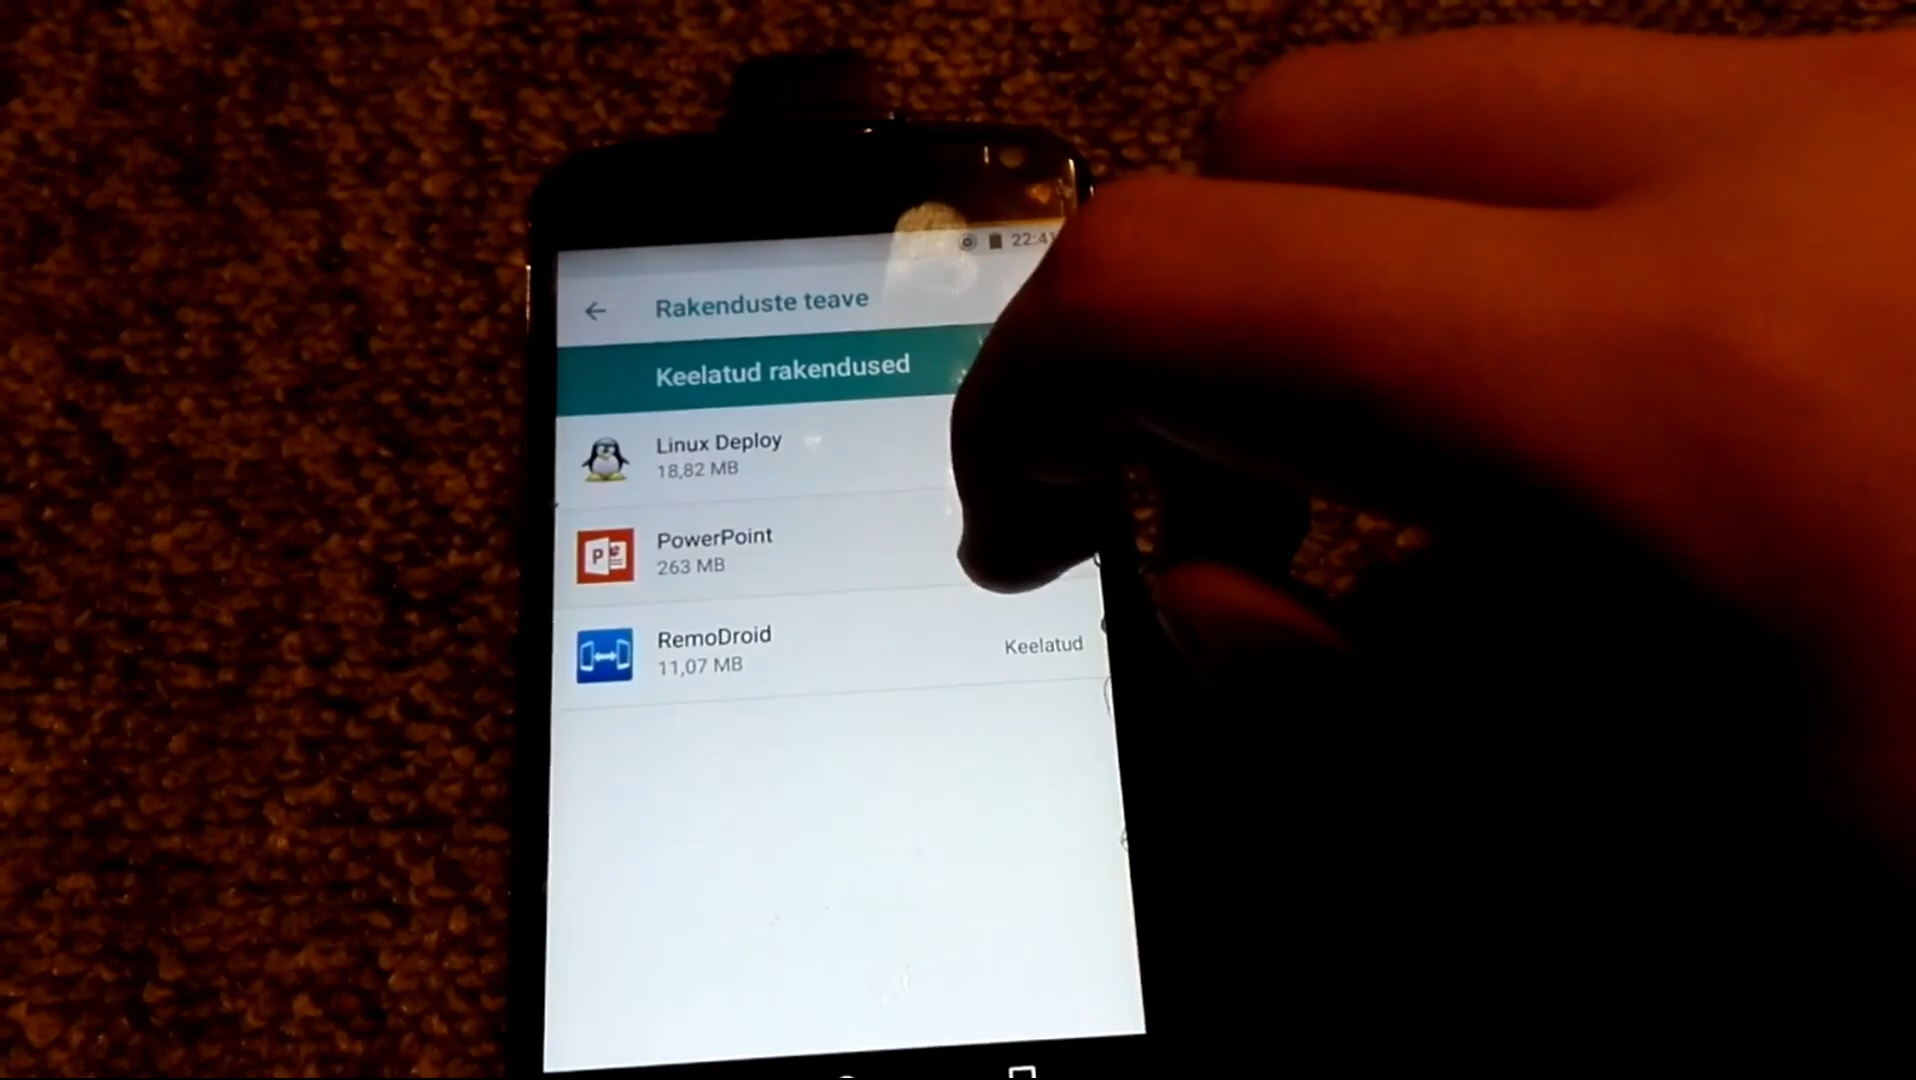 22:41
Rakenduste teave
Keelatud rakendused
Linux Deploy
18,82 MB
PowerPoint
263 MB
RemoDroid
11,07 MB
Keelatud